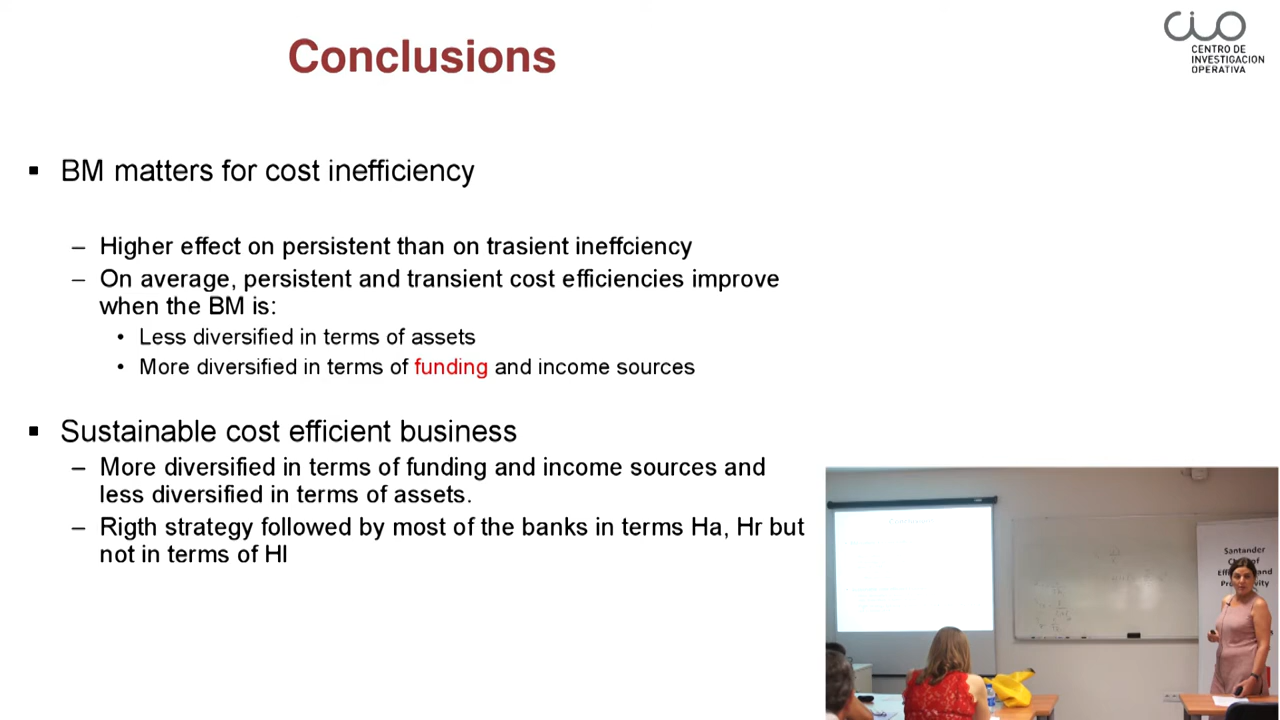 Conclusions
CIO
CENTRO DE
INVESTIGACION
OPERATIVA
▪ BM matters for cost inefficiency
– Higher effect on persistent than on trasient ineffciency
– On average, persistent and transient cost efficiencies improve
when the BM is:
• Less diversified in terms of assets
• More diversified in terms of funding and income sources
▪ Sustainable cost efficient business
– More diversified in terms of funding and income sources and
less diversified in terms of assets.
– Rigth strategy followed by most of the banks in terms Ha, Hr but
not in terms of Hl
Conclusions
Santander